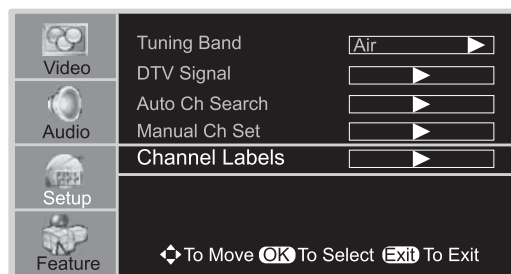 Video
Audio
Setup
Feature
Tuning Band Air
DTV Signal
Auto Ch Search
Manual Ch Set
Channel Labels
To Move OK To Select Exit To Exit